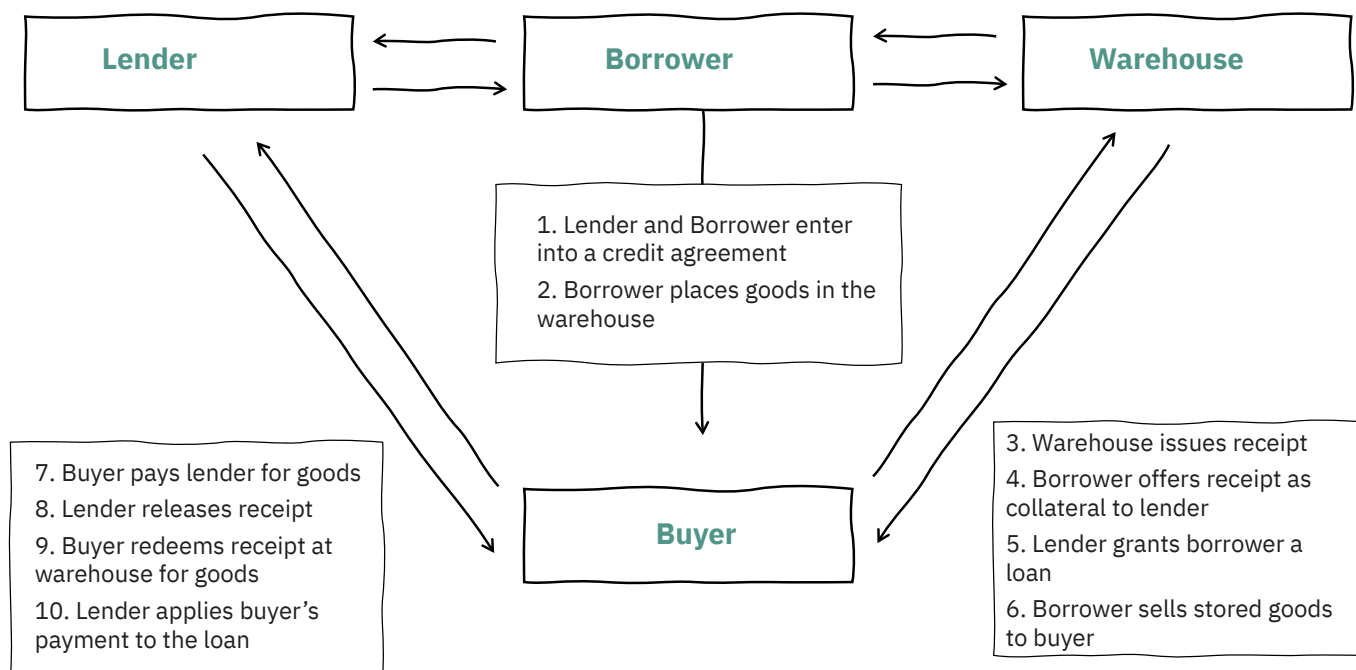 Lender
Borrower
Warehouse
1. Lender and Borrower enter
into a credit agreement
2. Borrower places goods in the
warehouse
3. Warehouse issues receipt
4. Borrower offers receipt as
collateral to lender
5. Lender grants borrower a
loan
6. Borrower sells stored goods
to buyer
7. Buyer pays lender for goods
8. Lender releases receipt
9. Buyer redeems receipt at
warehouse for goods
10. Lender applies buyer’s
payment to the loan
Buyer